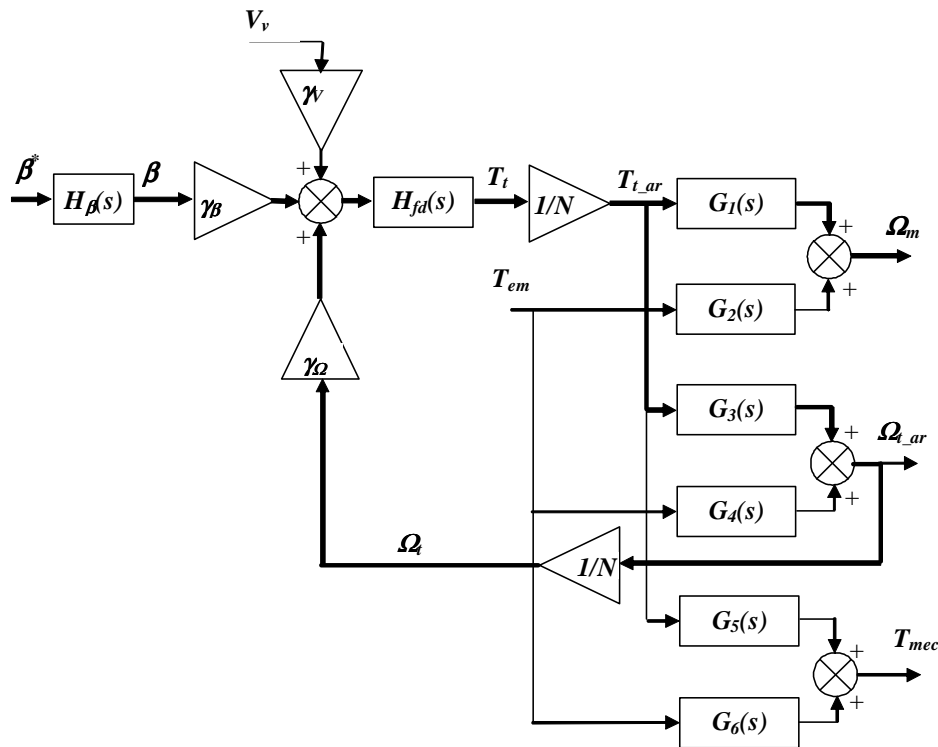 V_v
γ_V
β* H_β(s) β γ_β + H_fd(s) T_t 1/N T_t_ar G_1(s) + Ω_m
+ +
T_em G_2(s)
γ_Ω
G_3(s) + Ω_t_ar
+
G_4(s)
Ω_t 1/N
G_5(s) + T_mec
+
G_6(s)